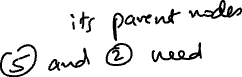 its parent nodes
⑤ and ② need